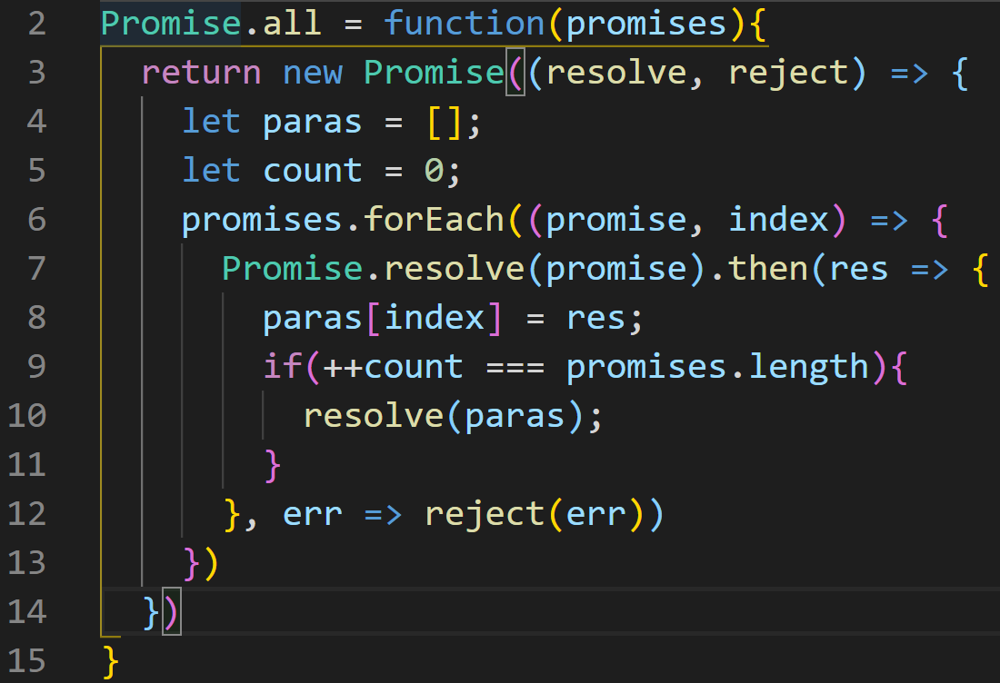 2 Promise.all = function(promises){
3   return new Promise((resolve, reject) => {
4     let paras = [];
5     let count = 0;
6     promises.forEach((promise, index) => {
7       Promise.resolve(promise).then(res => {
8         paras[index] = res;
9         if(++count === promises.length){
10           resolve(paras);
11         }
12       }, err => reject(err))
13     })
14   })
15 }